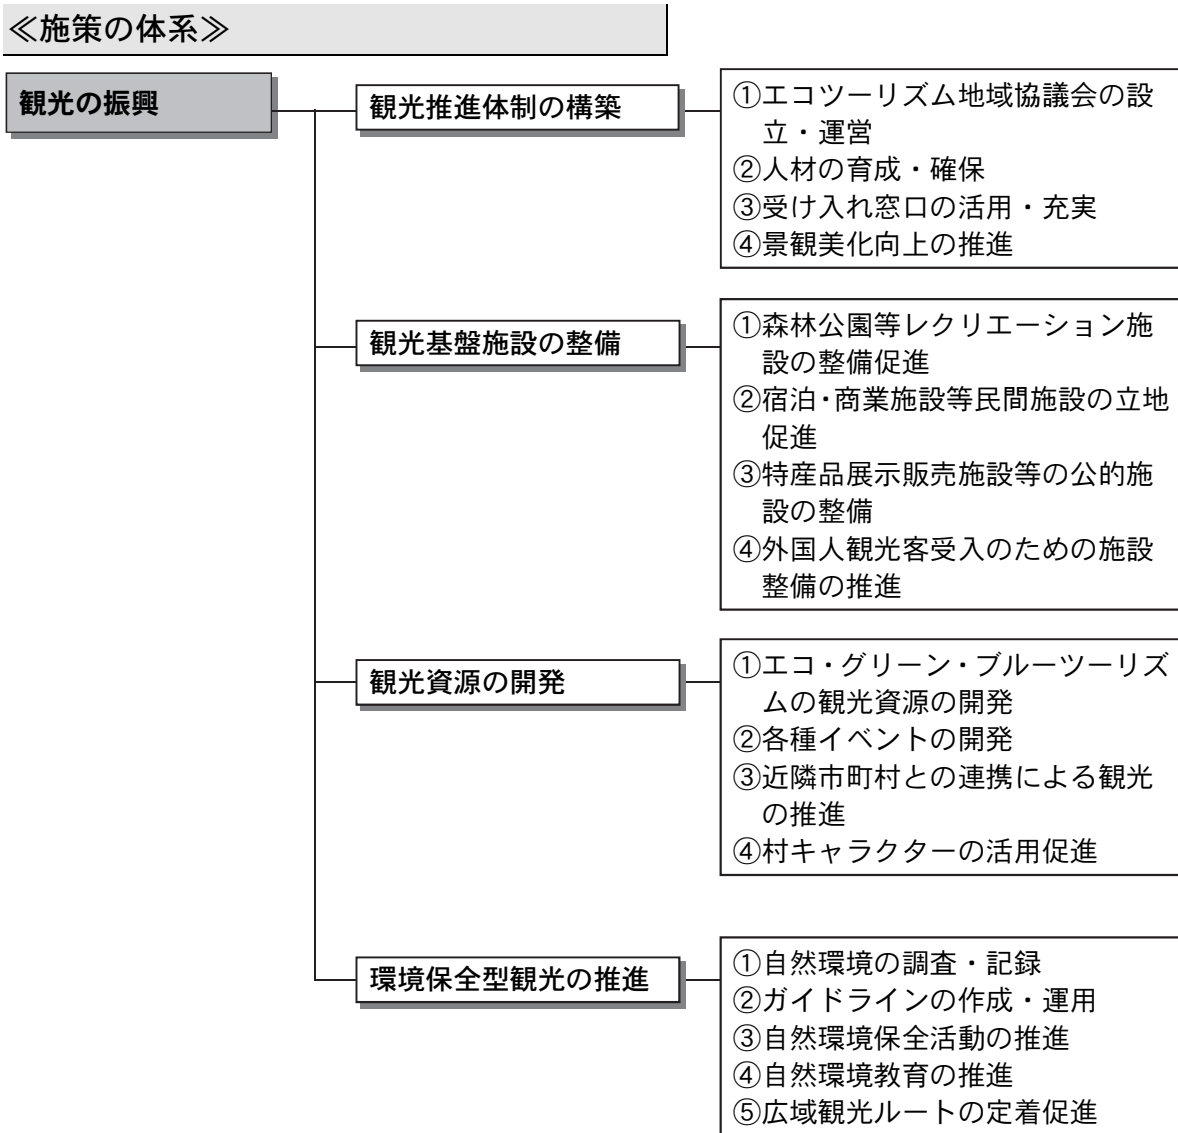 ≪施策の体系≫
観光の振興
観光推進体制の構築
①エコツーリズム地域協議会の設
立・運営
②人材の育成・確保
③受け入れ窓口の活用・充実
④景観美化向上の推進
観光基盤施設の整備
①森林公園等レクリエーション施
設の整備促進
②宿泊・商業施設等民間施設の立地
促進
③特産品展示販売施設等の公的施
設の整備
④外国人観光客受入のための施設
整備の推進
観光資源の開発
①エコ・グリーン・ブルーツーリズ
ムの観光資源の開発
②各種イベントの開発
③近隣市町村との連携による観光
の推進
④村キャラクターの活用促進
環境保全型観光の推進
①自然環境の調査・記録
②ガイドラインの作成・運用
③自然環境保全活動の推進
④自然環境教育の推進
⑤広域観光ルートの定着促進